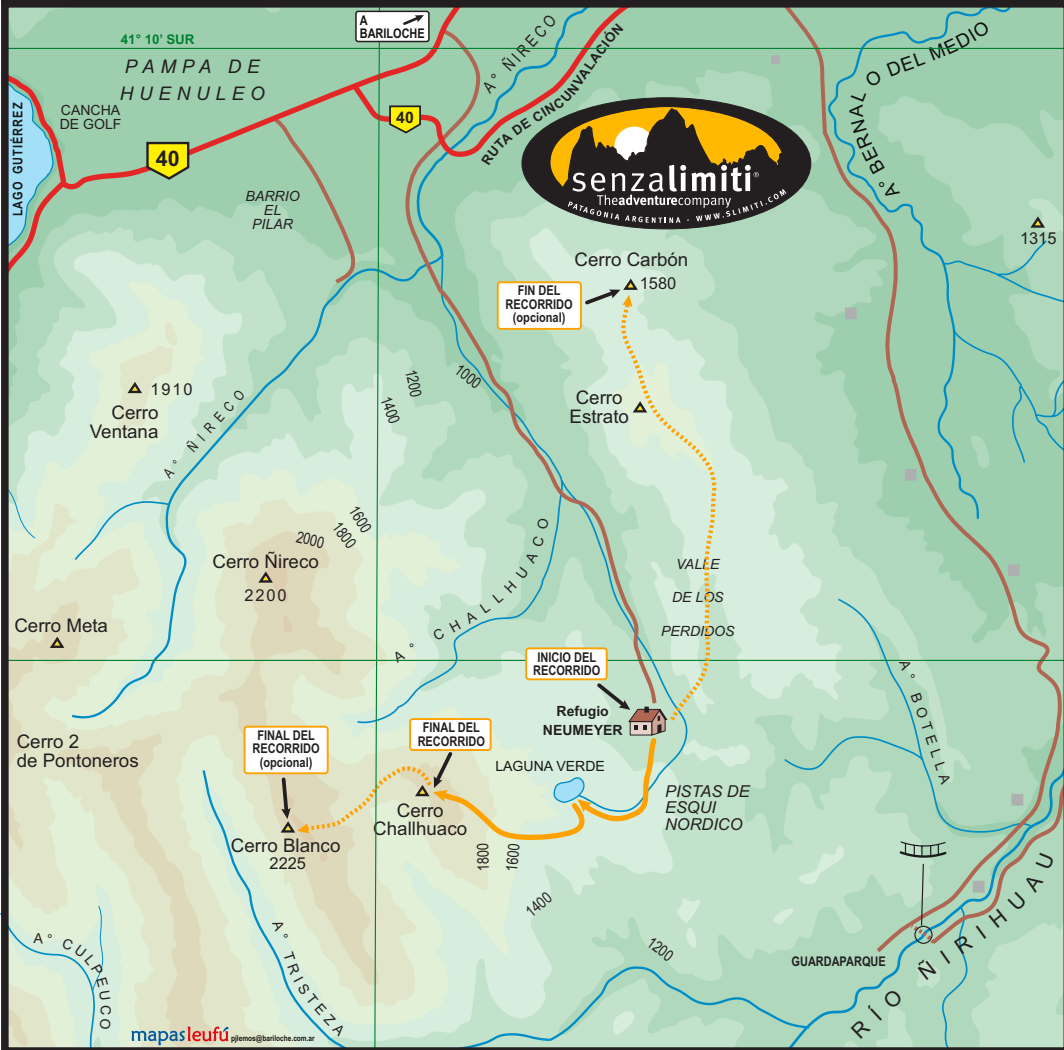 A
BARILOCHE
41° 10' SUR
PAMPA DE
HUENULEO
CANCHA
DE GOLF
LAGO GUTIÉRREZ
40
40
A° ÑIRECO
RUTA DE CINCUNVALACIÓN
A° BERNAL O DEL MEDIO
senzalimiti®
Theadventurecompany
PATAGONIA ARGENTINA - WWW.SLIMITI.COM
BARRIO
EL
PILAR
1315
Cerro Carbón
1580
FIN DEL
RECORRIDO
(opcional)
1910
Cerro
Ventana
A° ÑIRECO
1200
1400
1000
Cerro
Estrato
1600
1800
2000
Cerro Ñireco
2200
A° CHALLHUACO
VALLE
DE LOS
PERDIDOS
Cerro Meta
INICIO DEL
RECORRIDO
Refugio
NEUMEYER
A° BOTELLA
Cerro 2
de Pontoneros
FINAL DEL
RECORRIDO
(opcional)
FINAL DEL
RECORRIDO
LAGUNA VERDE
PISTAS DE
ESQUI
NORDICO
Cerro
Challhuaco
Cerro Blanco
2225
1800
1600
1400
1200
A° CULPEUCO
A° TRISTEZA
GUARDAPARQUE
RÍO ÑIRIHUAU
mapasleufú pjlemos@bariloche.com.ar